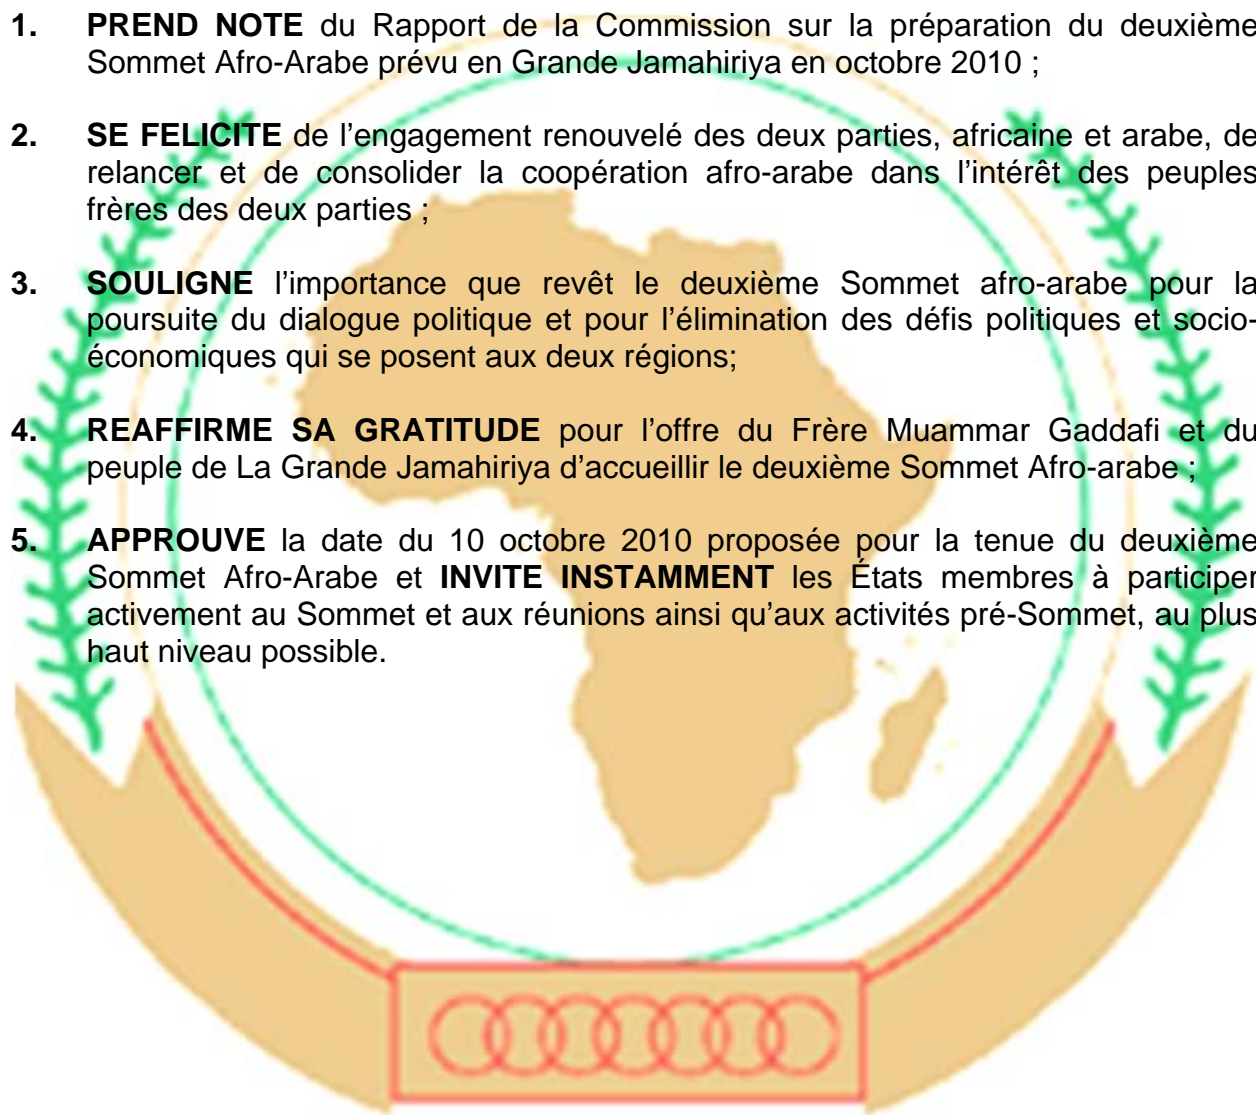 1. PREND NOTE du Rapport de la Commission sur la préparation du deuxième
Sommet Afro-Arabe prévu en Grande Jamahiriya en octobre 2010 ;
2. SE FELICITE de l’engagement renouvelé des deux parties, africaine et arabe, de
relancer et de consolider la coopération afro-arabe dans l’intérêt des peuples
frères des deux parties ;
3. SOULIGNE l’importance que revêt le deuxième Sommet afro-arabe pour la
poursuite du dialogue politique et pour l’élimination des défis politiques et socio-
économiques qui se posent aux deux régions;
4. REAFFIRME SA GRATITUDE pour l’offre du Frère Muammar Gaddafi et du
peuple de La Grande Jamahiriya d’accueillir le deuxième Sommet Afro-arabe ;
5. APPROUVE la date du 10 octobre 2010 proposée pour la tenue du deuxième
Sommet Afro-Arabe et INVITE INSTAMMENT les États membres à participer
activement au Sommet et aux réunions ainsi qu’aux activités pré-Sommet, au plus
haut niveau possible.